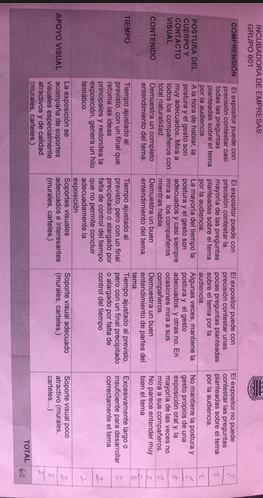 INCUBADORA DE EMPRESAS
GRUPO 601
COMPRENSIÓN
El expositor puede con
precisión contestar casi
todas las preguntas
planteadas sobre el tema
por la audiencia.
El expositor puede con
precisión contestar la
mayoría de las preguntas
planteadas sobre el tema
por la audiencia.
El expositor puede con
precisión contestar unas
pocas preguntas planteadas
sobre el tema por la
audiencia.
El expositor no puede
contestar las preguntas
planteadas sobre el tema
por la audiencia.
POSTURA DEL
CUERPO Y
CONTACTO
VISUAL
A la hora de hablar, la
postura y el gesto son
muy adecuados. Mira a
todos los compañeros con
total naturalidad
La mayoría del tiempo la
postura y el gesto son
adecuados y casi siempre
mira a los compañeros
mientras habla.
Algunas veces, mantiene la
postura y el gesto
adecuados, y otras no. En
ocasiones mira a sus
compañeros
No mantiene la postura y
gesto propios de una
exposición oral y la
mayoría de las veces no
mira a sus compañeros
CONTENIDO
Demuestra un completo
entendimiento del tema
Demuestra un buen
entendimiento del tema.
Demuestra un buen
entendimiento de partes del
tema
No parece entender muy
bien el tema
TIEMPO
Tiempo ajustado al
previsto, con un final que
retoma las ideas
principales y redondea la
exposición, genera un hilo
temático
Tiempo ajustado al
previsto, pero con un final
precipitado o alargado por
falta de control del tiempo
que no permite concluir
adecuadamente la
exposición
Tiempo ajustado al previsto,
pero con un final precipitado
o alargado por falta de
control del tiempo
Excesivamente largo o
insuficiente para desarrollar
correctamente el tema
APOYO VISUAL
La exposición se
acompaña de soportes
visuales especialmente
atractivos y de calidad
(murales, carteles,)
Soportes visuales
adecuados e interesantes
(murales, carteles,)
Soporte visual adecuado
(murales, carteles,)
Soporte visual poco
atractivo (murales,
carteles...)
TOTAL